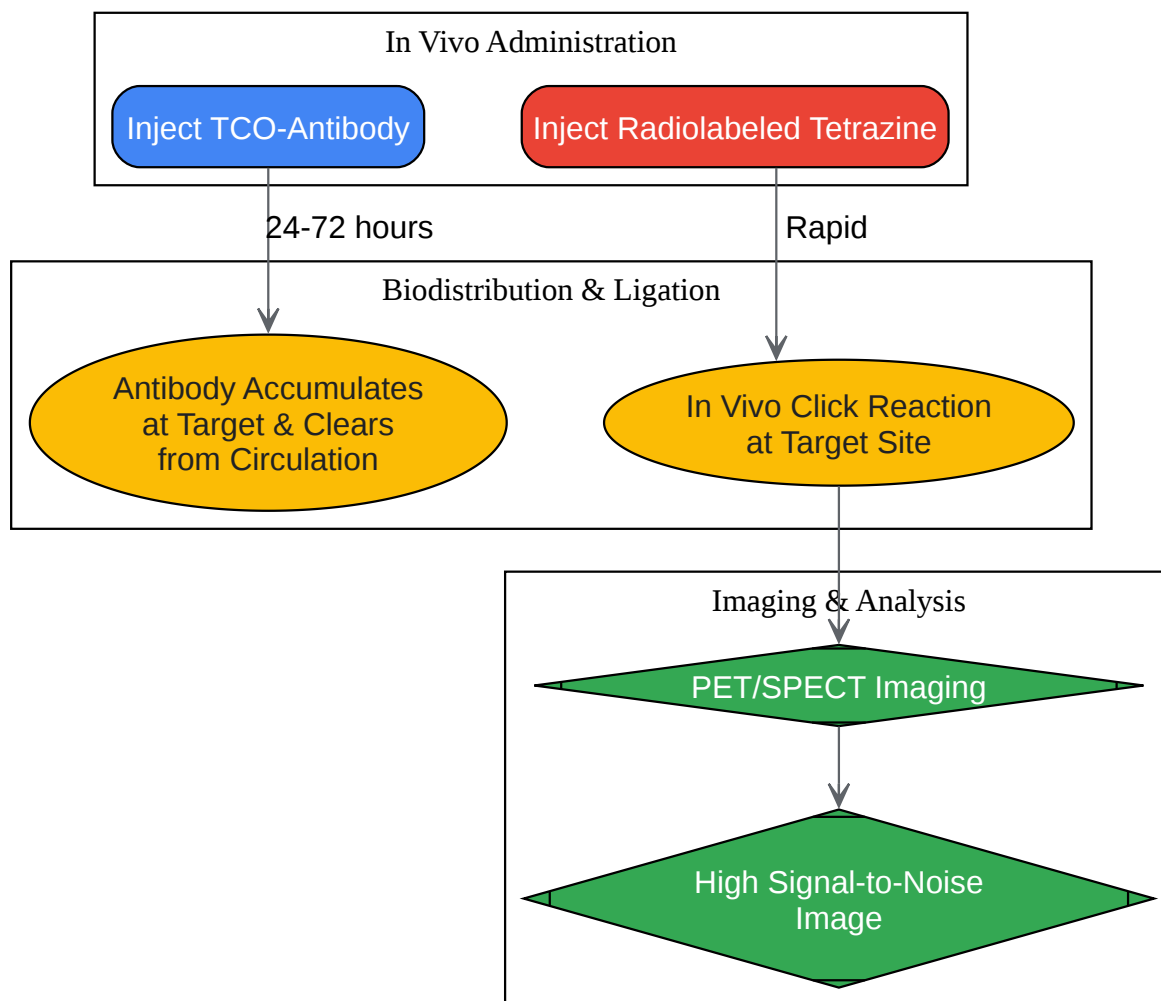 In Vivo Administration
Inject TCO-Antibody
Inject Radiolabeled Tetrazine
24-72 hours
Rapid
Biodistribution & Ligation
Antibody Accumulates
at Target & Clears
from Circulation
In Vivo Click Reaction
at Target Site
Imaging & Analysis
PET/SPECT Imaging
High Signal-to-Noise
Image